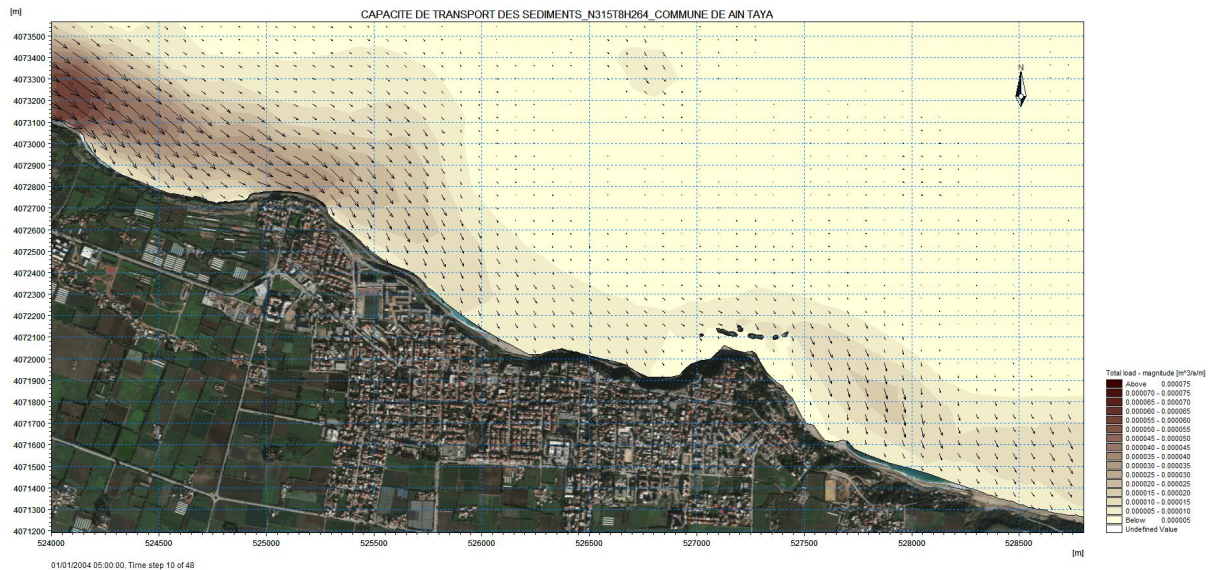 CAPACITE DE TRANSPORT DES SEDIMENTS_N315T8H264_COMMUNE DE AIN TAYA
[m]
4073500
4073400
4073300
4073200
4073100
4073000
4072900
4072800
4072700
4072600
4072500
4072400
4072300
4072200
4072100
4072000
4071900
4071800
4071700
4071600
4071500
4071400
4071300
4071200
N
524000 524500 525000 525500 526000 526500 527000 527500 528000 528500
[m]
Total load - magnitude [m^3/s/m]
Above 0.000075
0.000070 - 0.000075
0.000065 - 0.000070
0.000060 - 0.000065
0.000055 - 0.000060
0.000050 - 0.000055
0.000045 - 0.000050
0.000040 - 0.000045
0.000035 - 0.000040
0.000030 - 0.000035
0.000025 - 0.000030
0.000020 - 0.000025
0.000015 - 0.000020
0.000010 - 0.000015
0.000005 - 0.000010
Below 0.000005
Undefined Value
01/01/2004 05:00:00, Time step 10 of 48